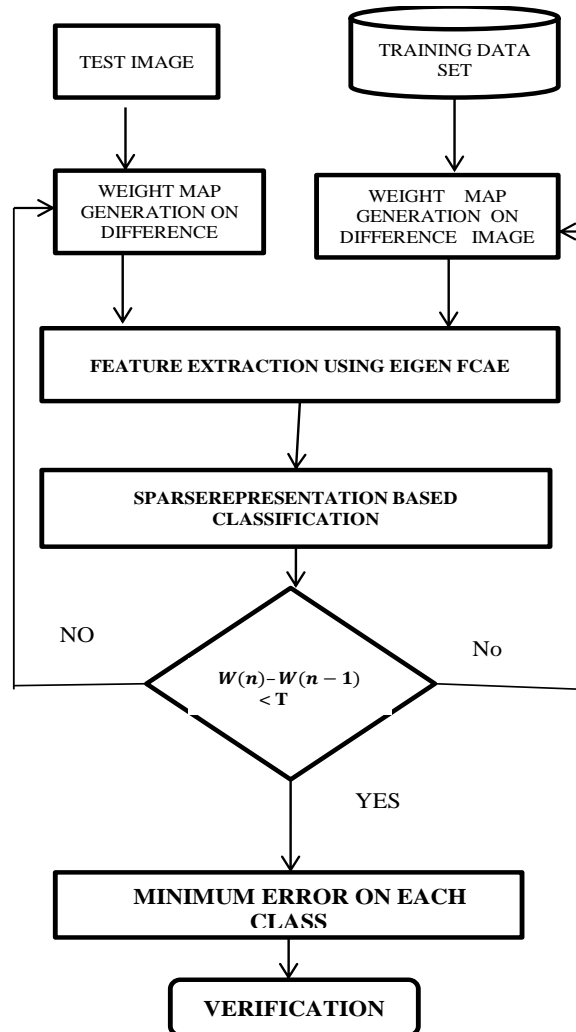 TEST IMAGE
TRAINING DATA
SET
WEIGHT MAP
GENERATION ON
DIFFERENCE
WEIGHT MAP
GENERATION ON
DIFFERENCE IMAGE
FEATURE EXTRACTION USING EIGEN FCAE
SPARSEREPRESENTATION BASED
CLASSIFICATION
NO
No
W(n)–W(n − 1)
< T
YES
MINIMUM ERROR ON EACH
CLASS
VERIFICATION